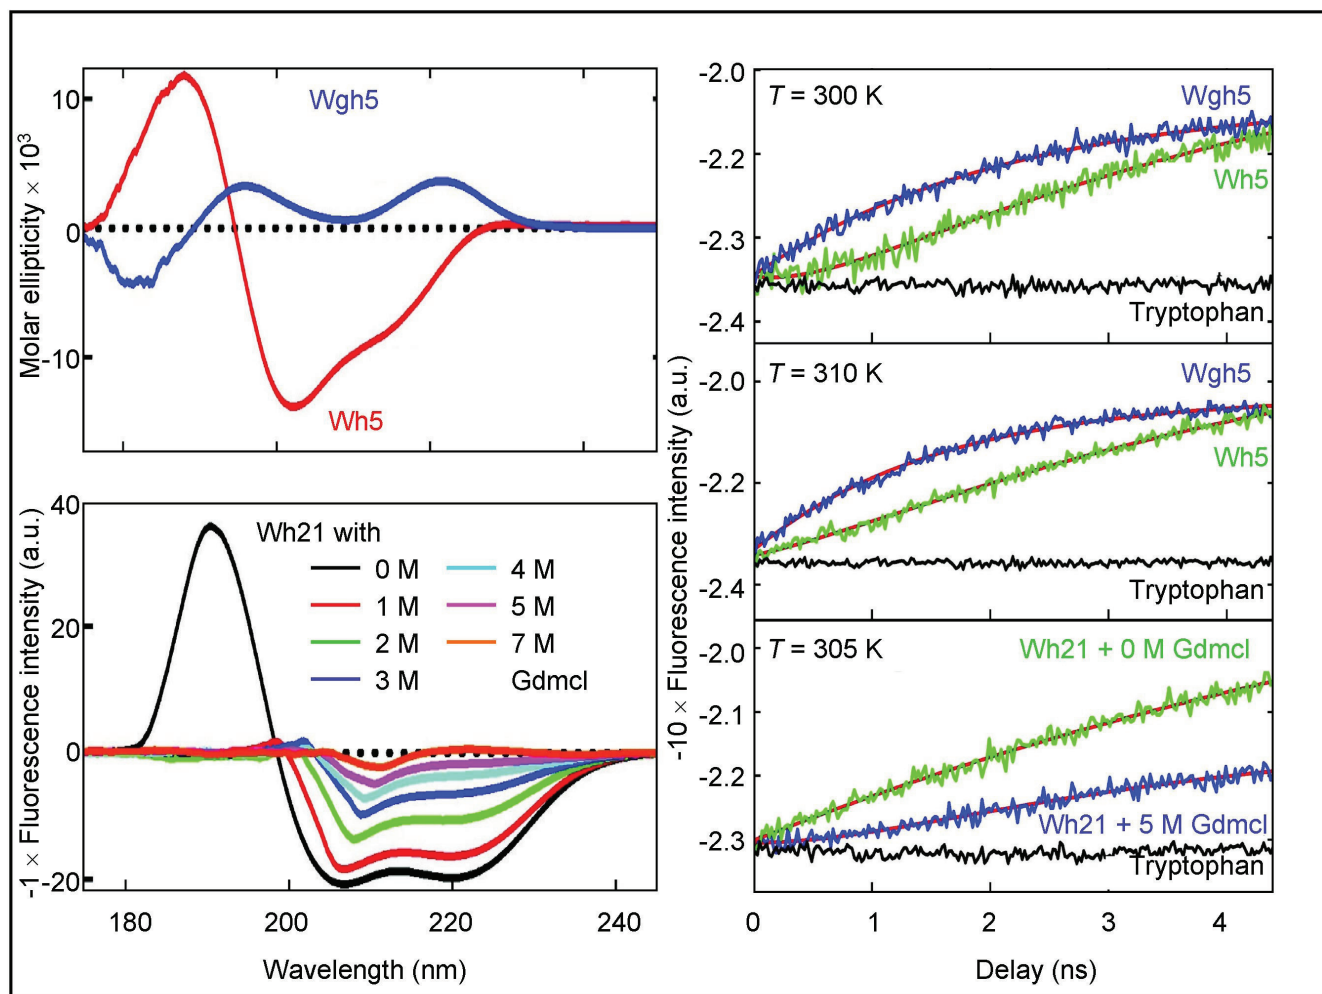 Molar ellipticity × 10³
10
0
-10
Wgh5
Wh5
-1 × Fluorescence intensity (a.u.)
40
20
0
-20
Wh21 with
0 M
4 M
1 M
5 M
2 M
7 M
3 M
Gdmcl
180
200
220
240
Wavelength (nm)
-10 × Fluorescence intensity (a.u.)
-2.0
-2.2
-2.3
-2.4
T = 300 K
Wgh5
Wh5
Tryptophan
-2.0
-2.2
-2.4
T = 310 K
Wgh5
Wh5
Tryptophan
-2.0
-2.1
-2.2
-2.3
T = 305 K
Wh21 + 0 M Gdmcl
Wh21 + 5 M Gdmcl
Tryptophan
0
1
2
3
4
Delay (ns)